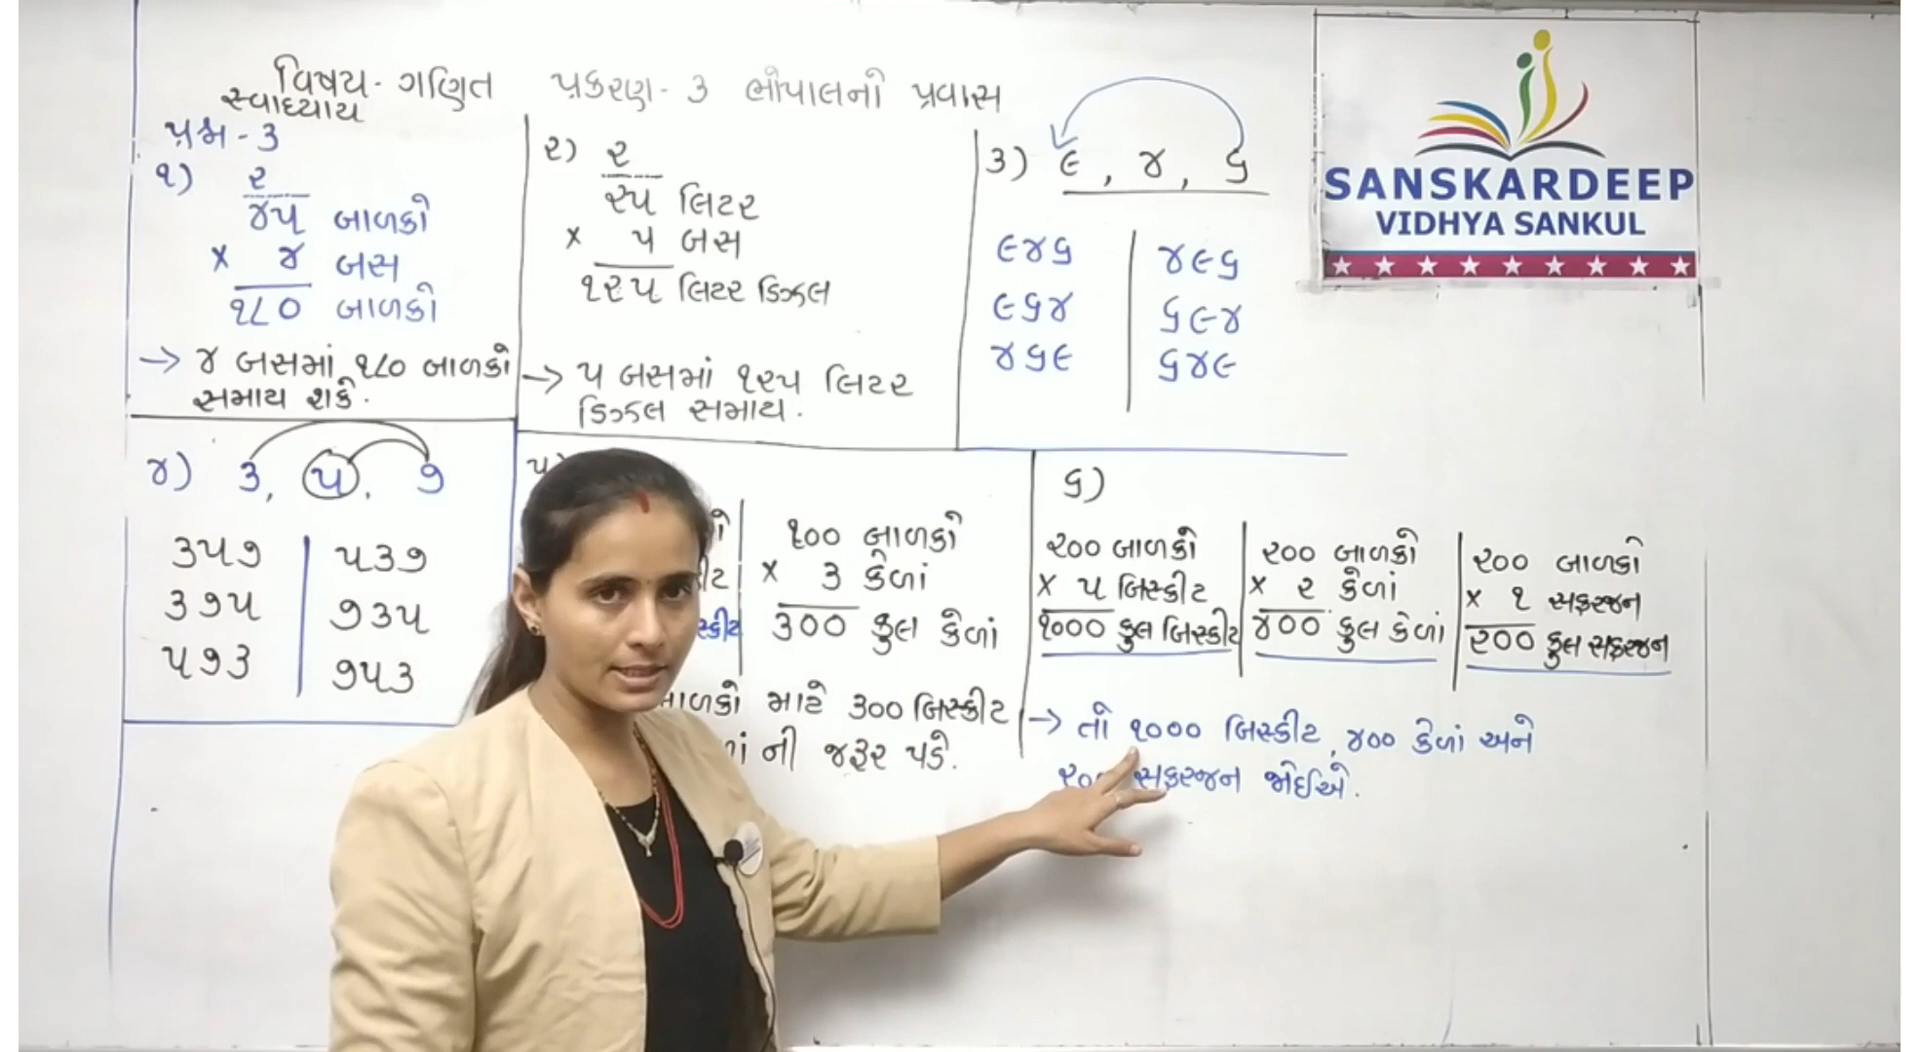 વિષય- ગણિત પ્રકરણ- ૩ ભોપાલનો પ્રવાસ
સ્વાધ્યાય
પ્રશ્ન - ૩
૧)
૨
૪૫ બાળકો
× ૪ બસ
૧૮૦ બાળકો
→ ૪ બસમાં ૧૮૦ બાળકો
સમાય શકે.
૨) ૨
૨૫ લિટર
× ૫ બસ
૧૨૫ લિટર ડિઝલ
→ ૫ બસમાં ૧૨૫ લિટર
ડિઝલ સમાય.
૩) ૯, ૪, ૬
૯૪૬ ૪૯૬
૯૬૪ ૬૯૪
૪૬૯ ૬૪૯
SANSKARDEEP
VIDHYA SANKUL
૪) ૩, ૫, ૭
૩૫૭ ૫૩૭
૩૭૫ ૭૩૫
૫૭૩ ૭૫૩
૧૦૦ બાળકો
× ૩ કેળાં
૩૦૦ કુલ કેળાં
માટે ૩૦૦ બિસ્કીટ
ની જરૂર પડે.
૬)
૨૦૦ બાળકો
× ૫ બિસ્કીટ
૧૦૦૦ કુલ બિસ્કીટ
૨૦૦ બાળકો
× ૨ કેળાં
૪૦૦ કુલ કેળાં
૨૦૦ બાળકો
× ૧ સફરજન
૨૦૦ કુલ સફરજન
→ તો ૧૦૦૦ બિસ્કીટ, ૪૦૦ કેળાં અને
સફરજન જોઈએ.